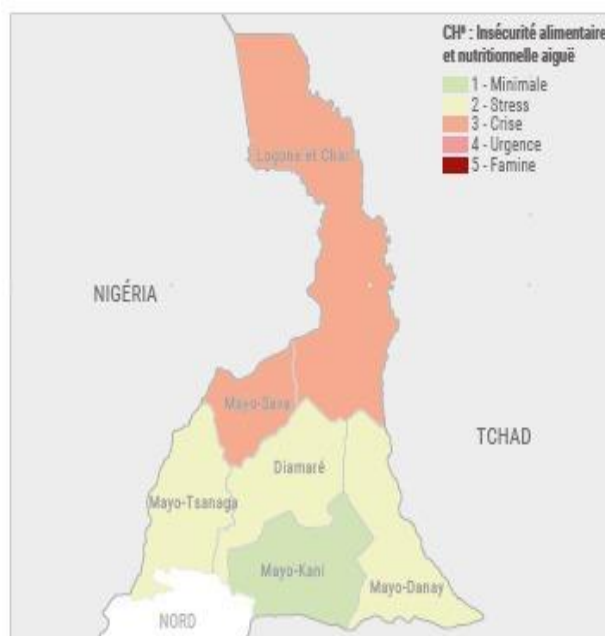 CH* : Insécurité alimentaire
et nutritionnelle aiguë
1 - Minimale
2 - Stress
3 - Crise
4 - Urgence
5 - Famine
Logone et Chari
NIGÉRIA
Mayo-Sava
TCHAD
Diamaré
Mayo-Tsanaga
Mayo-Kani
Mayo-Danay
NORD